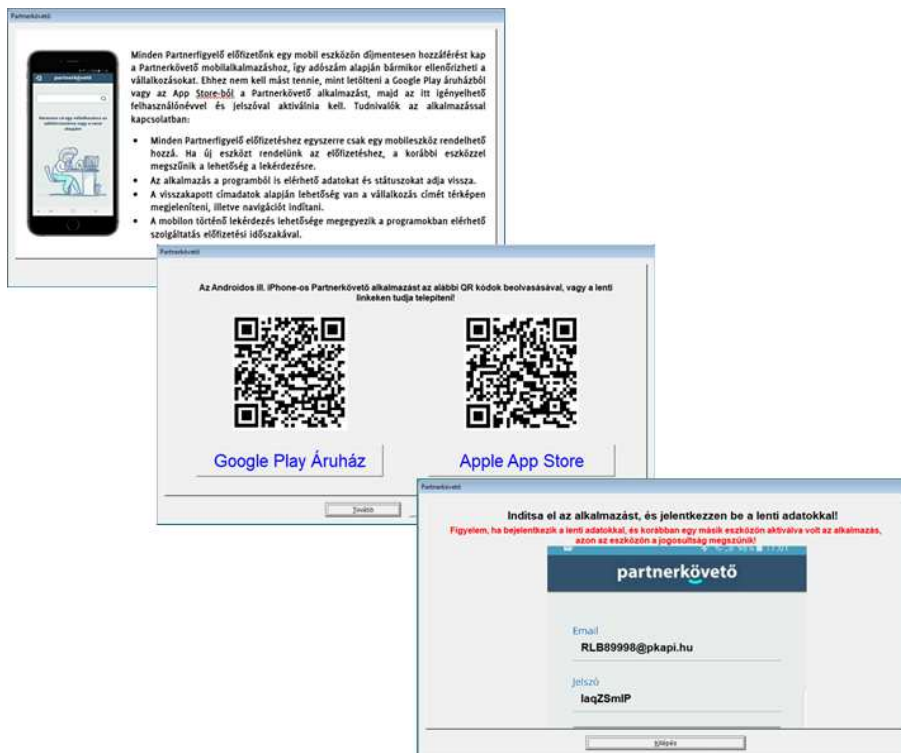 Partnerkövető
Minden Partnerfigyelő előfizetőnk egy mobil eszközön díjmentesen hozzáférést kap
a Partnerkövető mobilalkalmazáshoz, így adószám alapján bármikor ellenőrizheti a
vállalkozásokat. Ehhez nem kell mást tennie, mint letölteni a Google Play áruházból
vagy az App Store-ból a Partnerkövető alkalmazást, majd az itt igényelhető
felhasználónévvel és jelszóval aktiválnia kell. Tudnivalók az alkalmazással
kapcsolatban:
• Minden Partnerfigyelő előfizetéshez egyszerre csak egy mobileszköz rendelhető
hozzá. Ha új eszközt rendelünk az előfizetéshez, a korábbi eszközzel
megszűnik a lehetőség a lekérdezésre.
• Az alkalmazás a programból is elérhető adatokat és státuszokat adja vissza.
• A visszakapott címadatok alapján lehetőség van a vállalkozás címét térképen
megjeleníteni, illetve navigációt indítani.
• A mobilon történő lekérdezés lehetősége megegyezik a programokban elérhető
szolgáltatás előfizetési időszakával.
partnerkövető
Partnerkövető
Az Androidos ill. iPhone-os Partnerkövető alkalmazást az alábbi QR kódok beolvasásával, vagy a lenti
linkeken tudja telepíteni!
Google Play Áruház
Apple App Store
Tovább
Partnerkövető
Indítsa el az alkalmazást, és jelentkezzen be a lenti adatokkal!
Figyelem, ha bejelentkezik a lenti adatokkal, és korábban egy másik eszközön aktiválva volt az alkalmazás,
azon az eszközön a jogosultság megszűnik!
partnerkövető
Email
RLB89998@pkapi.hu
Jelszó
IaqZSmIP
Kilépés